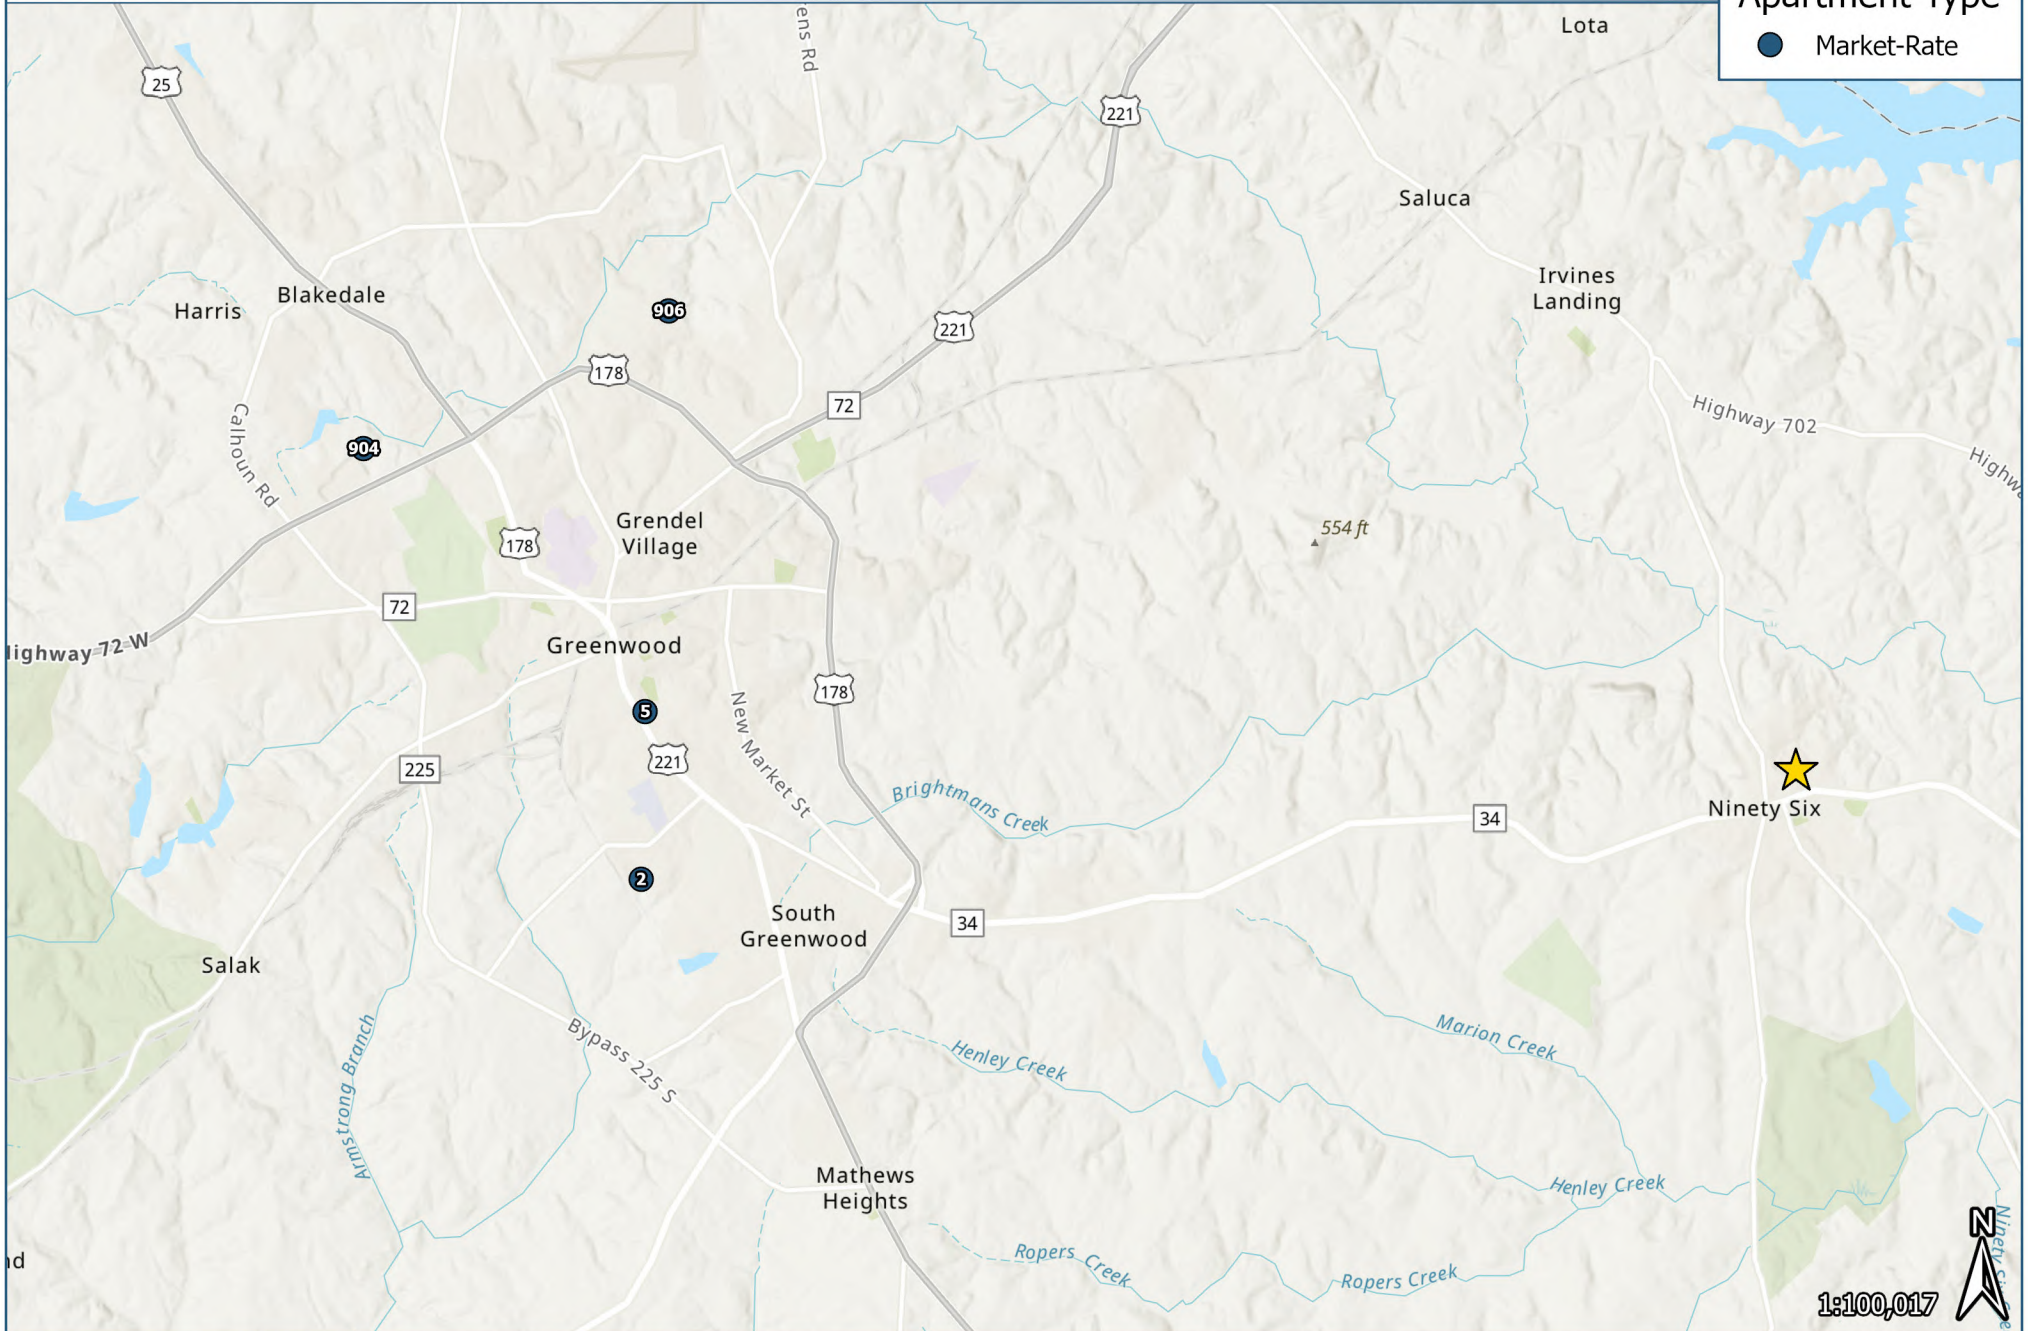 Apartment Type
Market-Rate
Lota
ens Rd
25
221
Saluca
Irvines
Landing
Harris
Blakedale
906
221
178
72
Highway 702
904
Calhoun Rd
Grendel
Village
178
554 ft
72
Highway 72 W
Greenwood
178
New Market St
5
221
225
Brightmans Creek
34
Ninety Six
2
South
Greenwood
34
Salak
Armstrong Branch
Bypass 225 S
Henley Creek
Marion Creek
Mathews
Heights
Henley Creek
Ropers Creek
Ropers Creek
nd
N
1:100,017